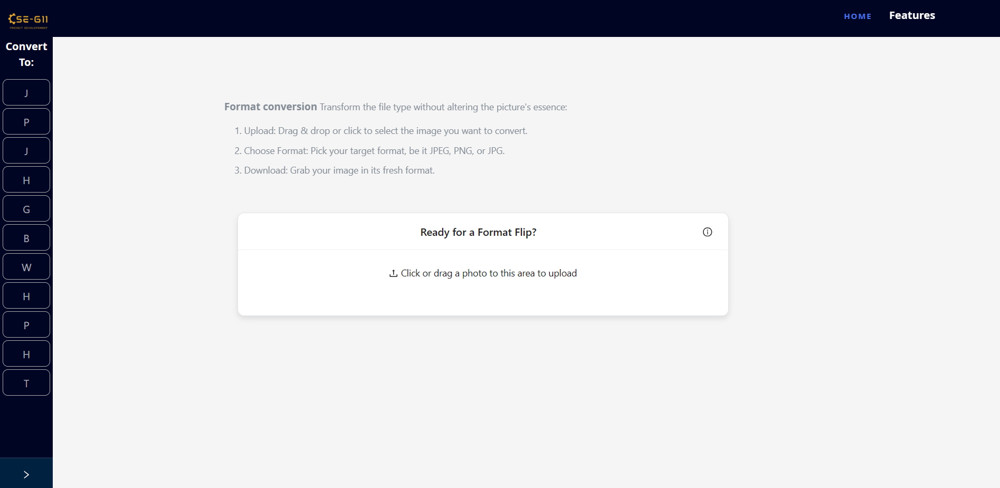 CSE-G11
PROJECT DEVELOPEMENT
HOME
Features
Convert
To:
J
P
J
H
G
B
W
H
P
H
T
Format conversion Transform the file type without altering the picture's essence:
1. Upload: Drag & drop or click to select the image you want to convert.
2. Choose Format: Pick your target format, be it JPEG, PNG, or JPG.
3. Download: Grab your image in its fresh format.
Ready for a Format Flip?
Click or drag a photo to this area to upload